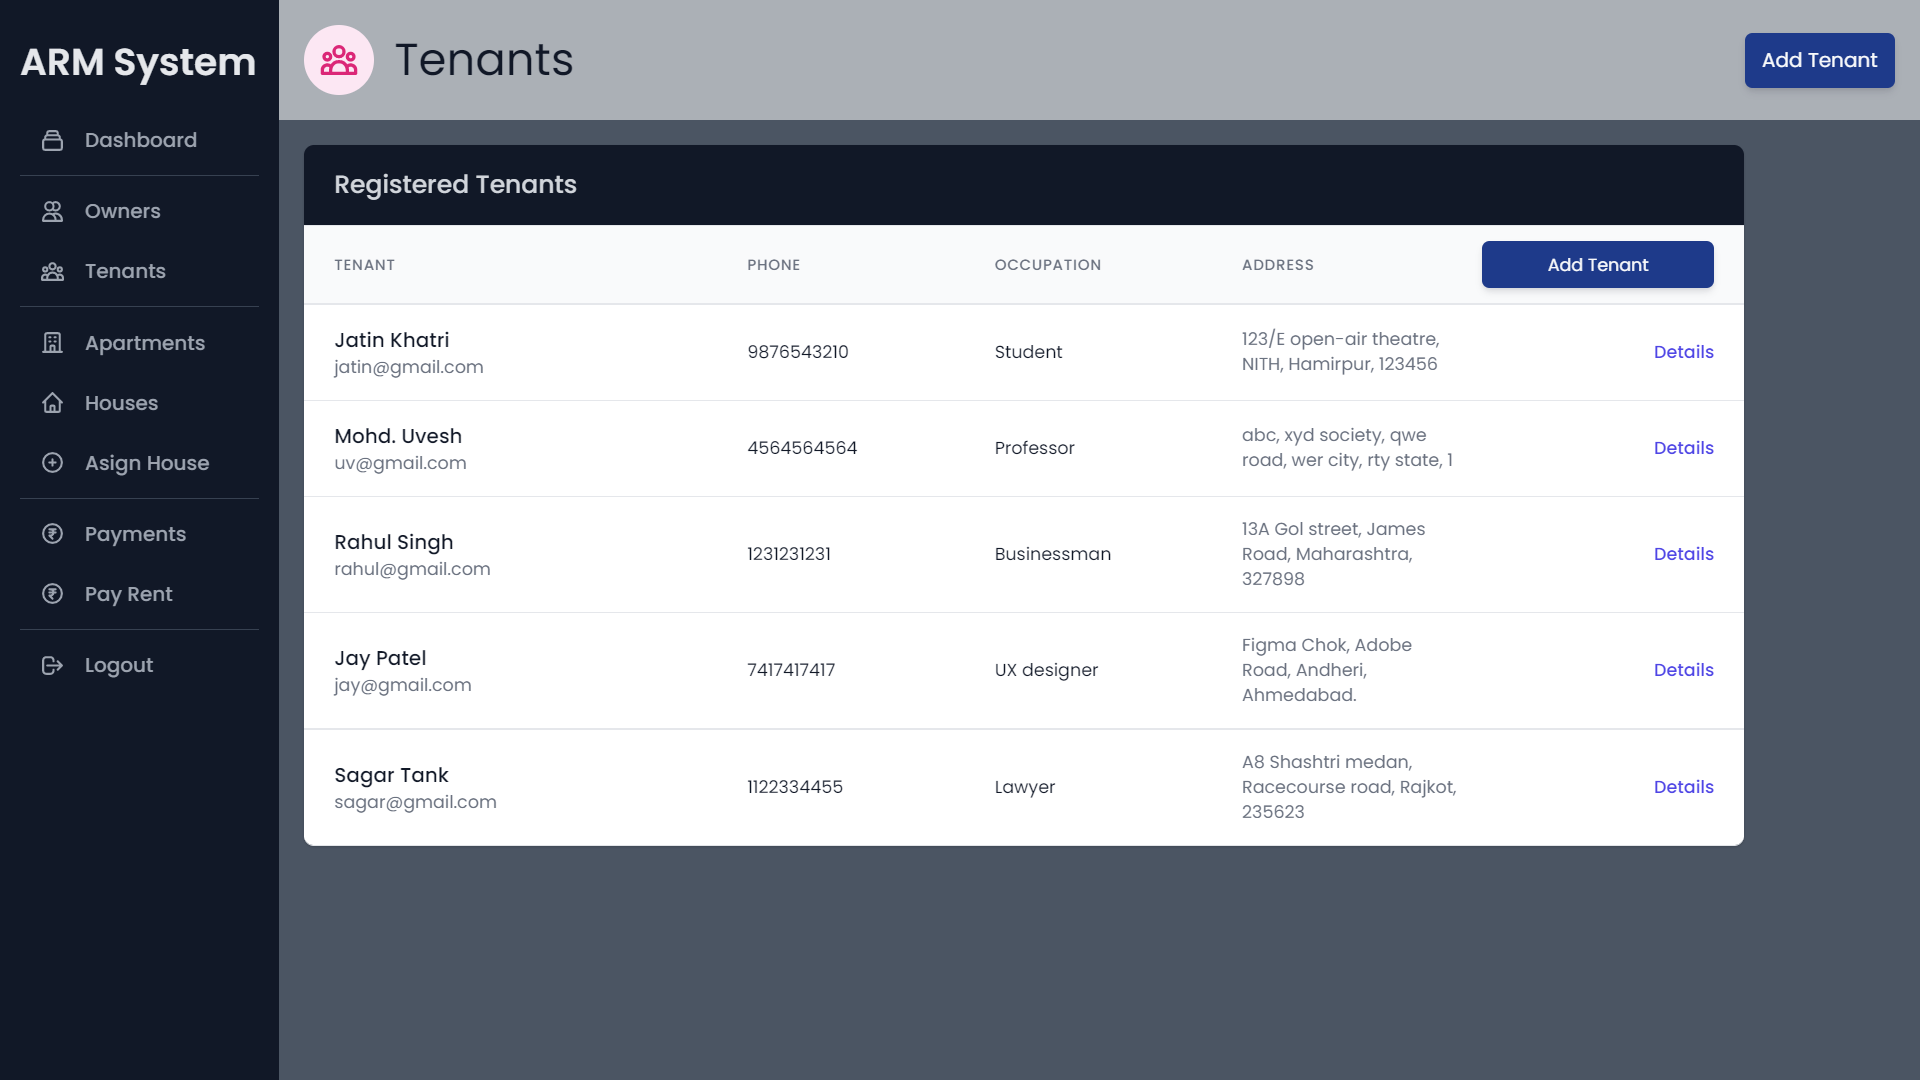 ARM System
Dashboard
Owners
Tenants
Apartments
Houses
Asign House
Payments
Pay Rent
Logout
Tenants
Add Tenant
Registered Tenants
TENANT PHONE OCCUPATION ADDRESS Add Tenant
Jatin Khatri
jatin@gmail.com
9876543210
Student
123/E open-air theatre,
NITH, Hamirpur, 123456
Details
Mohd. Uvesh
uv@gmail.com
4564564564
Professor
abc, xyd society, qwe
road, wer city, rty state, 1
Details
Rahul Singh
rahul@gmail.com
1231231231
Businessman
13A Gol street, James
Road, Maharashtra,
327898
Details
Jay Patel
jay@gmail.com
7417417417
UX designer
Figma Chok, Adobe
Road, Andheri,
Ahmedabad.
Details
Sagar Tank
sagar@gmail.com
1122334455
Lawyer
A8 Shashtri medan,
Racecourse road, Rajkot,
235623
Details